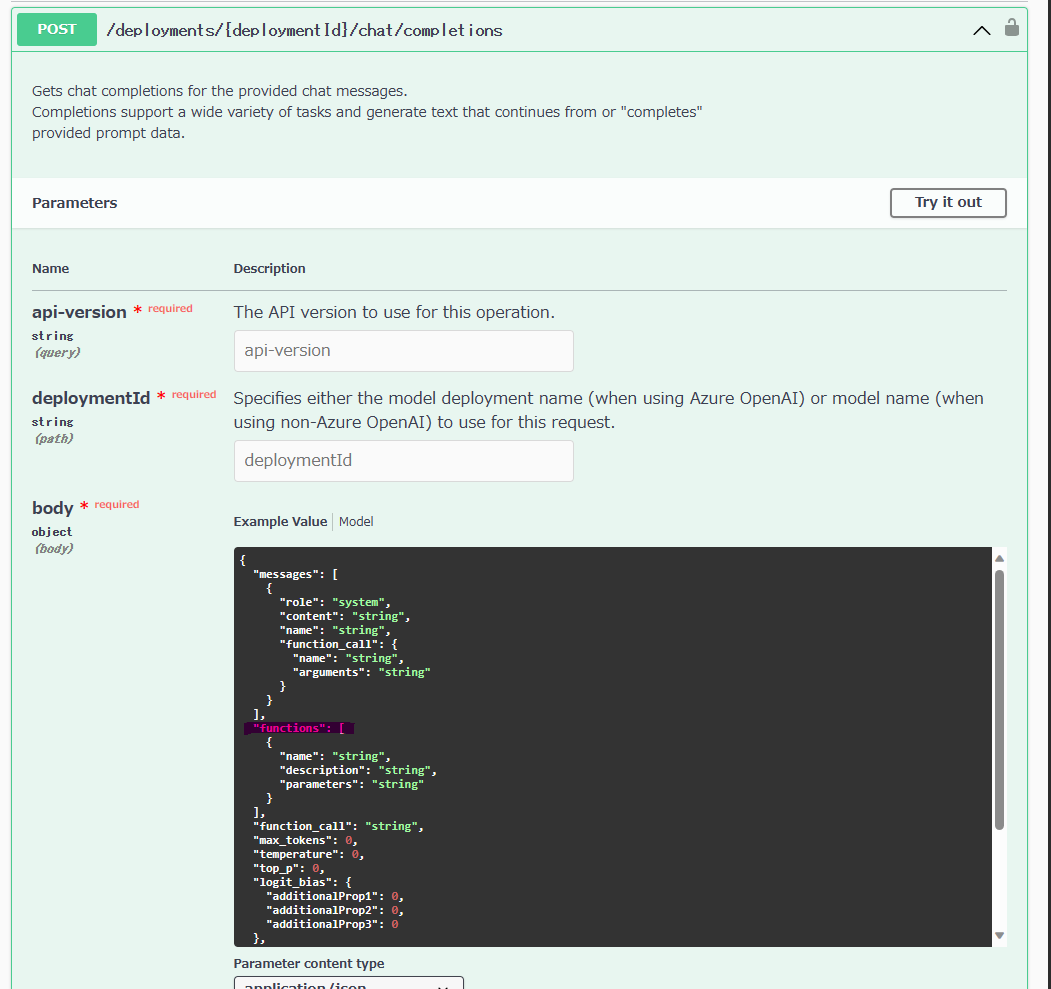 POST /deployments/{deploymentId}/chat/completions
Gets chat completions for the provided chat messages.
Completions support a wide variety of tasks and generate text that continues from or "completes"
provided prompt data.
Parameters
Try it out
Name Description
api-version * required
string
(query)
The API version to use for this operation.
api-version
deploymentId * required
string
(path)
Specifies either the model deployment name (when using Azure OpenAI) or model name (when
using non-Azure OpenAI) to use for this request.
deploymentId
body * required
object
(body)
Example Value Model
{
  "messages": [
    {
      "role": "system",
      "content": "string",
      "name": "string",
      "function_call": {
        "name": "string",
        "arguments": "string"
      }
    }
  ],
  "functions": [
    {
      "name": "string",
      "description": "string",
      "parameters": "string"
    }
  ],
  "function_call": "string",
  "max_tokens": 0,
  "temperature": 0,
  "top_p": 0,
  "logit_bias": {
    "additionalProp1": 0,
    "additionalProp2": 0,
    "additionalProp3": 0
  },
Parameter content type
application/json